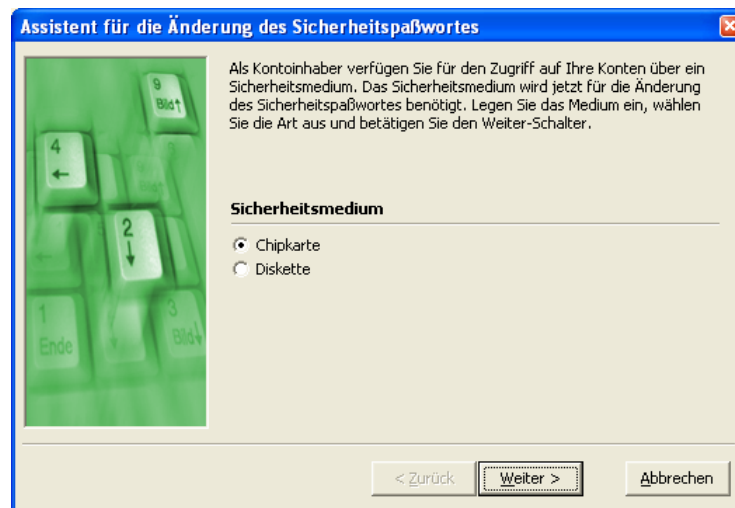 Assistent für die Änderung des Sicherheitspaßwortes
Als Kontoinhaber verfügen Sie für den Zugriff auf Ihre Konten über ein
Sicherheitsmedium. Das Sicherheitsmedium wird jetzt für die Änderung
des Sicherheitspaßwortes benötigt. Legen Sie das Medium ein, wählen
Sie die Art aus und betätigen Sie den Weiter-Schalter.
9
Bild↑
4
←
2
↓
1
Ende
3
Bild↓
Sicherheitsmedium
Chipkarte
Diskette
< Zurück
Weiter >
Abbrechen